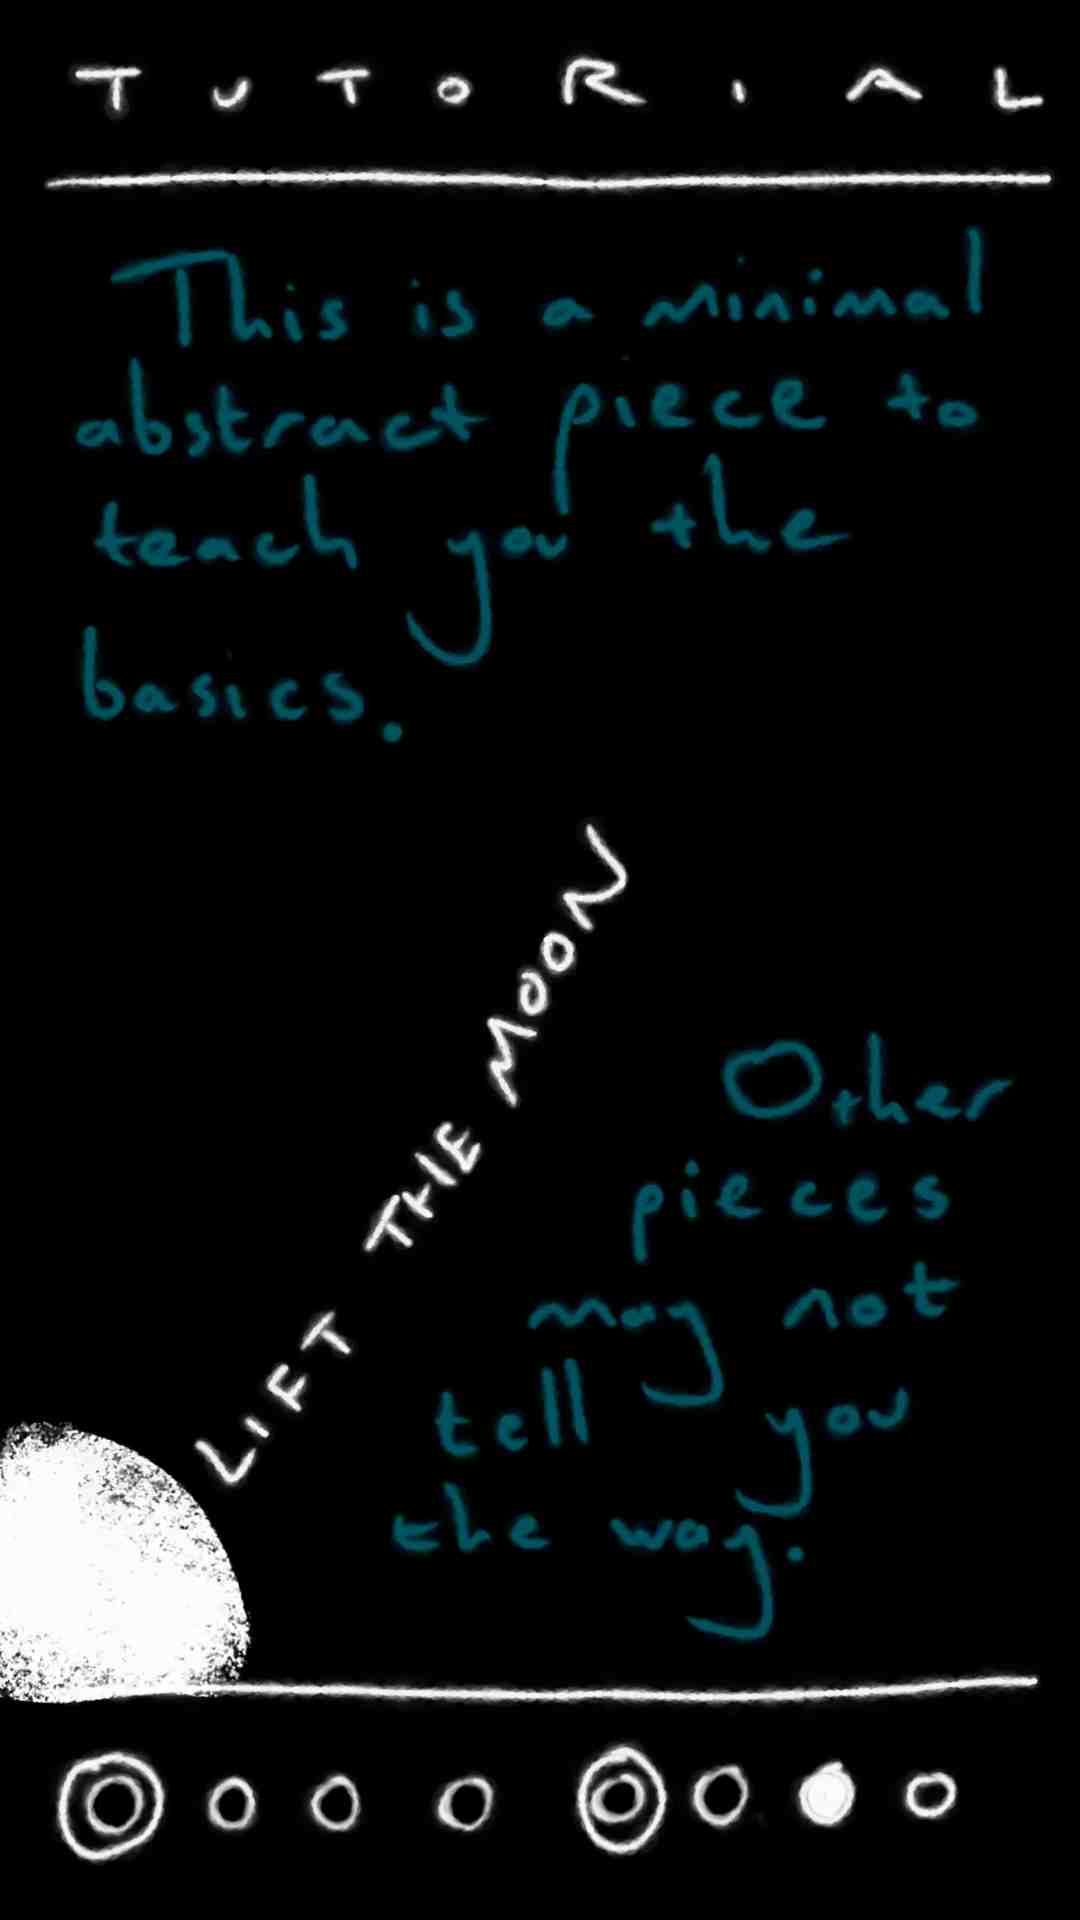 TUTORIAL
This is a minimal
abstract piece to
teach you the
basics.
LIFT THE MOON
Other
pieces
may not
tell you
the way.